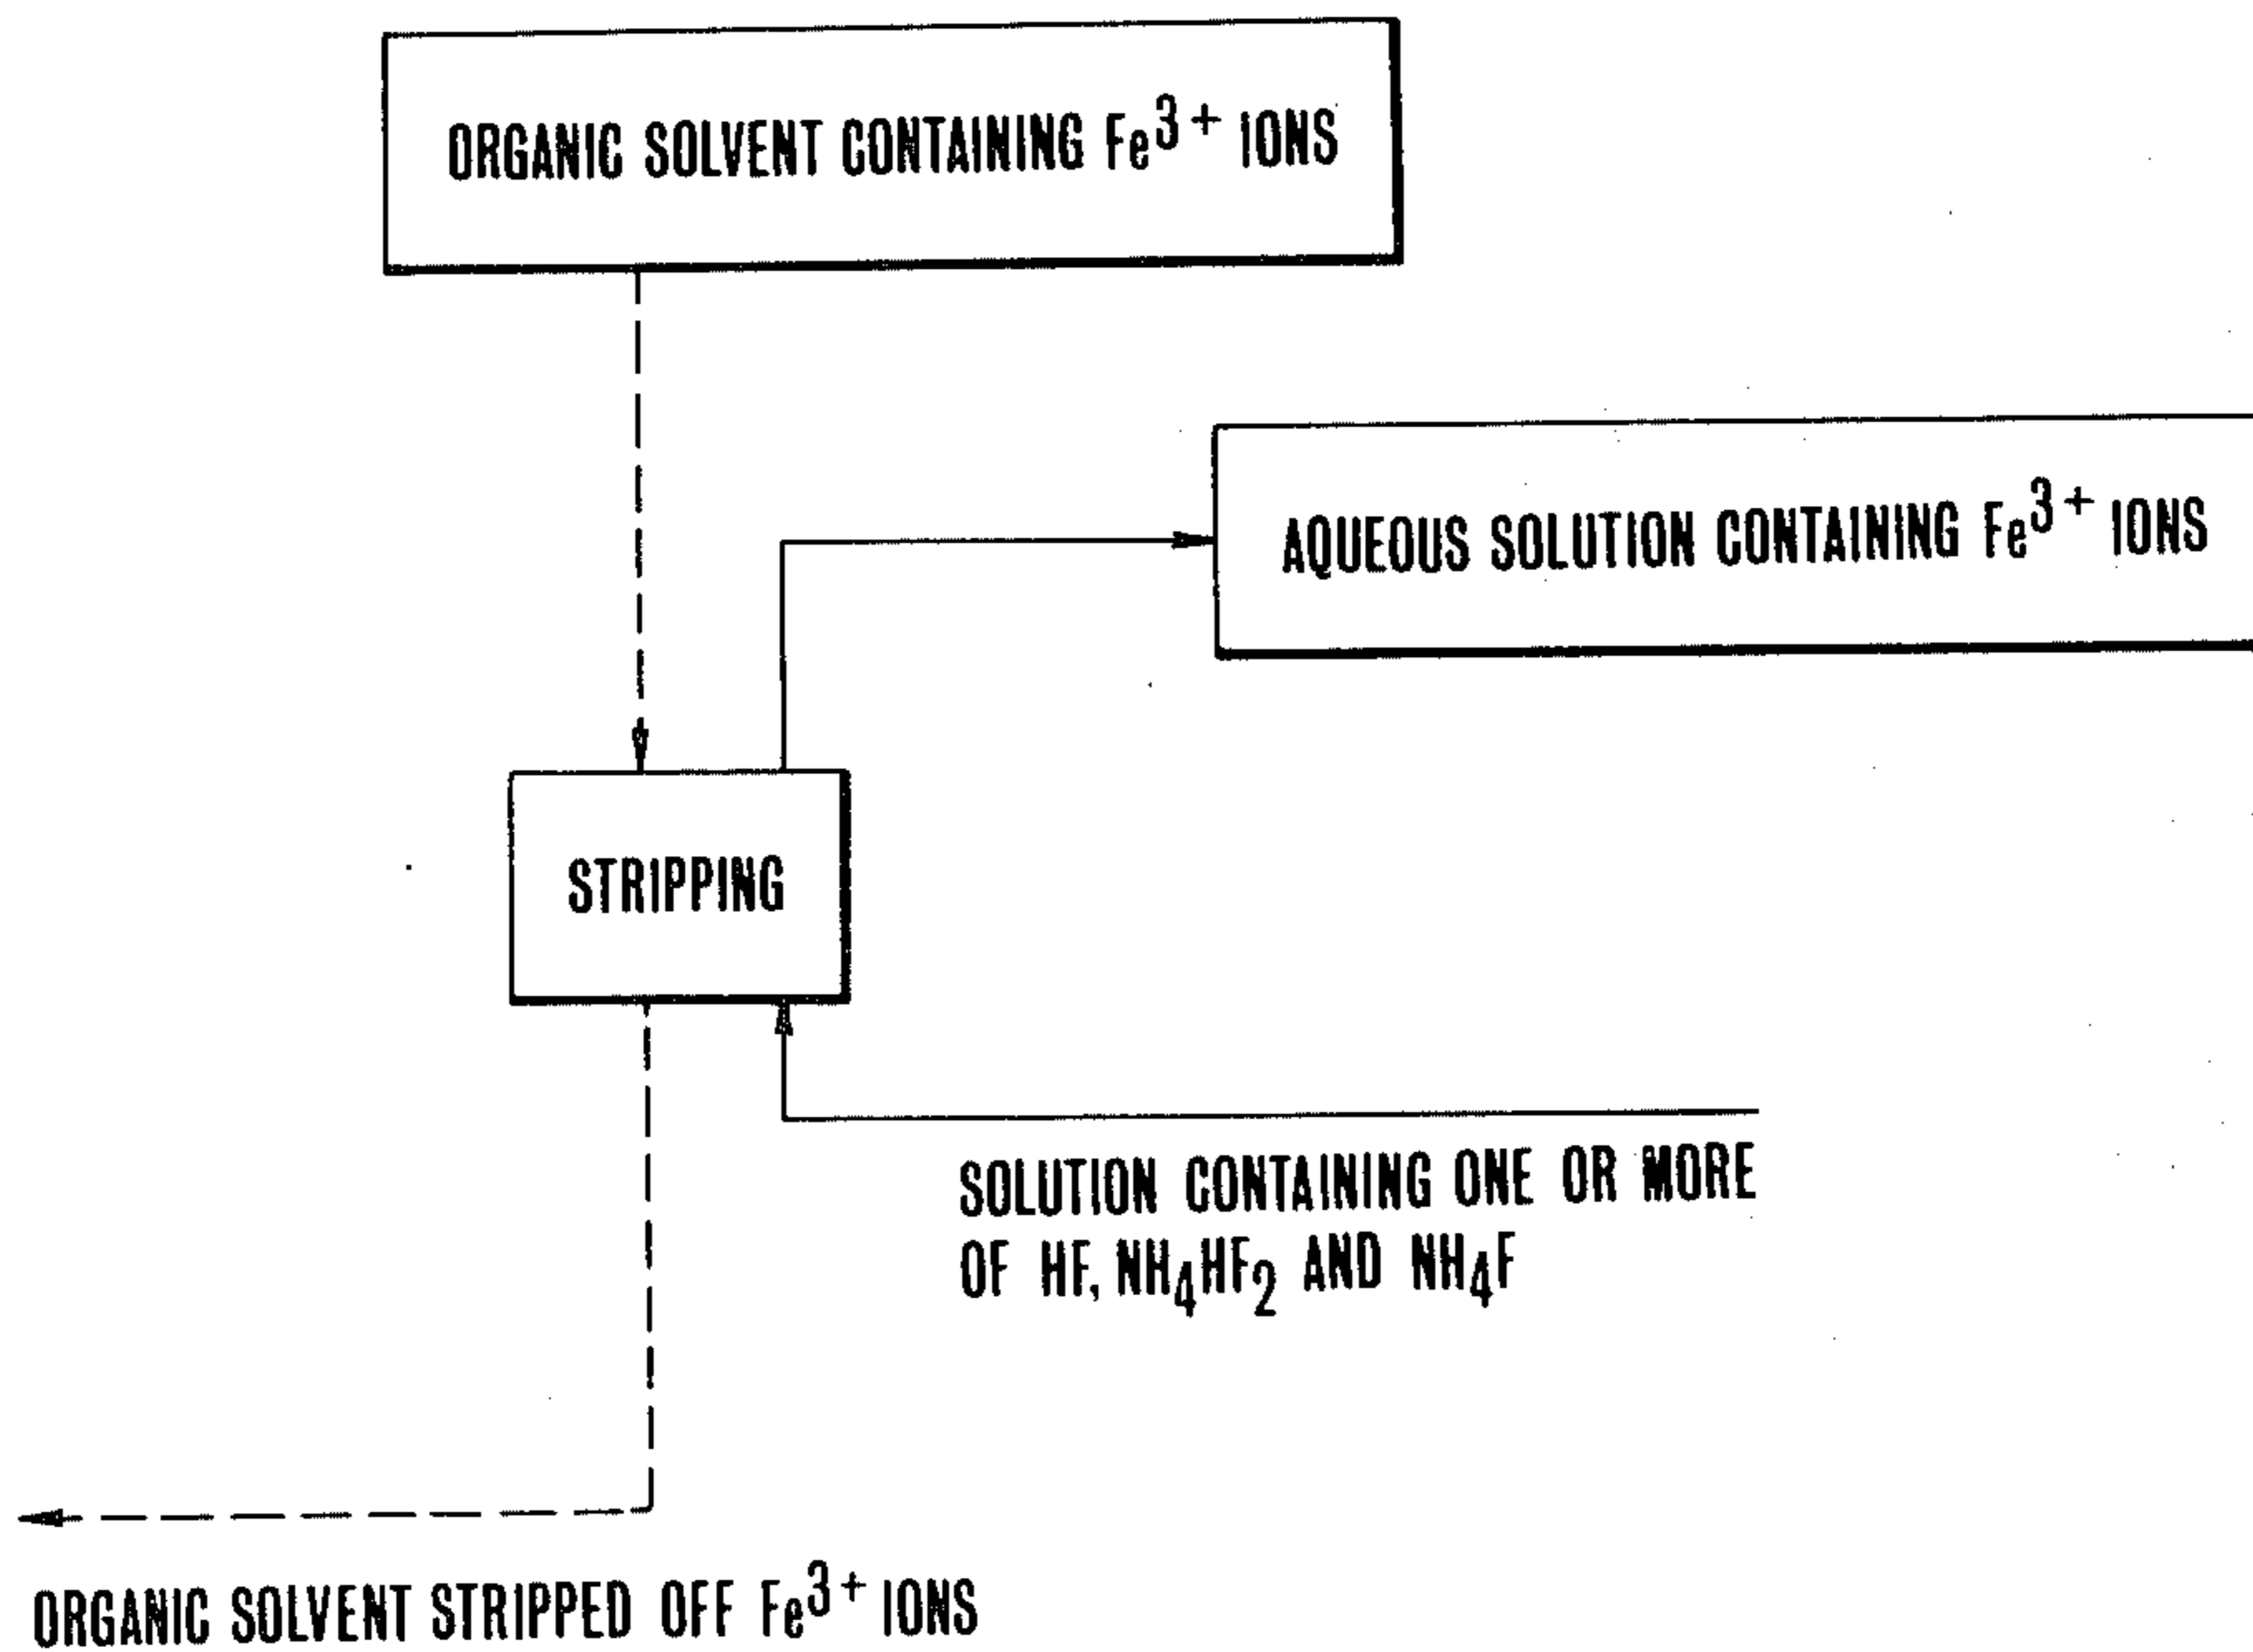 ORGANIC SOLVENT CONTAINING Fe³⁺ IONS
AQUEOUS SOLUTION CONTAINING Fe³⁺ IONS
STRIPPING
SOLUTION CONTAINING ONE OR MORE
OF HF, NH₄HF₂ AND NH₄F
ORGANIC SOLVENT STRIPPED OFF Fe³⁺ IONS